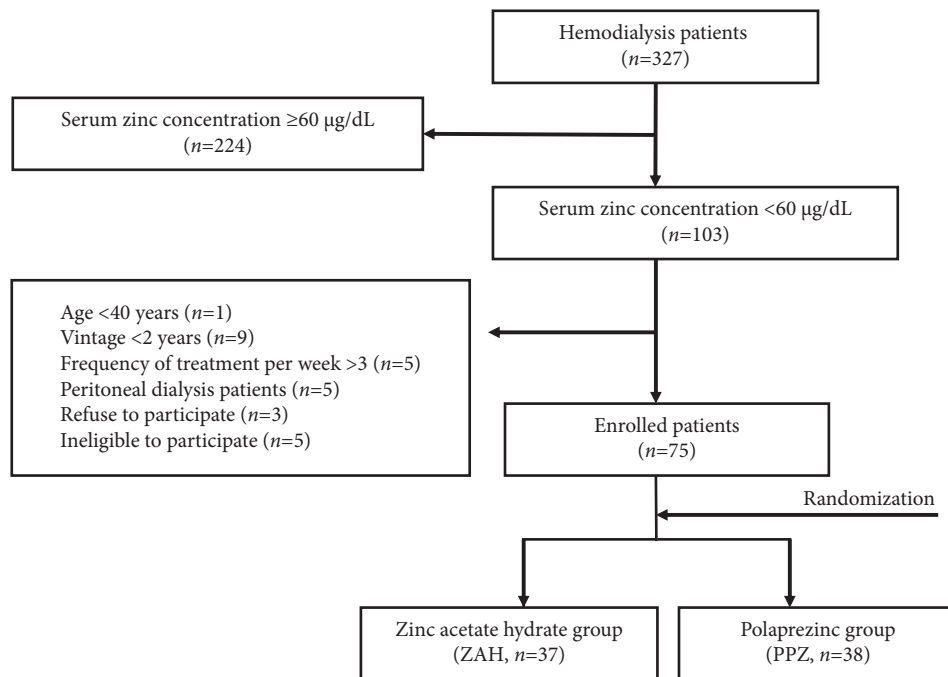 Hemodialysis patients
(n=327)
Serum zinc concentration ≥60 μg/dL
(n=224)
Serum zinc concentration <60 μg/dL
(n=103)
Age <40 years (n=1)
Vintage <2 years (n=9)
Frequency of treatment per week >3 (n=5)
Peritoneal dialysis patients (n=5)
Refuse to participate (n=3)
Ineligible to participate (n=5)
Enrolled patients
(n=75)
Randomization
Zinc acetate hydrate group
(ZAH, n=37)
Polaprezinc group
(PPZ, n=38)